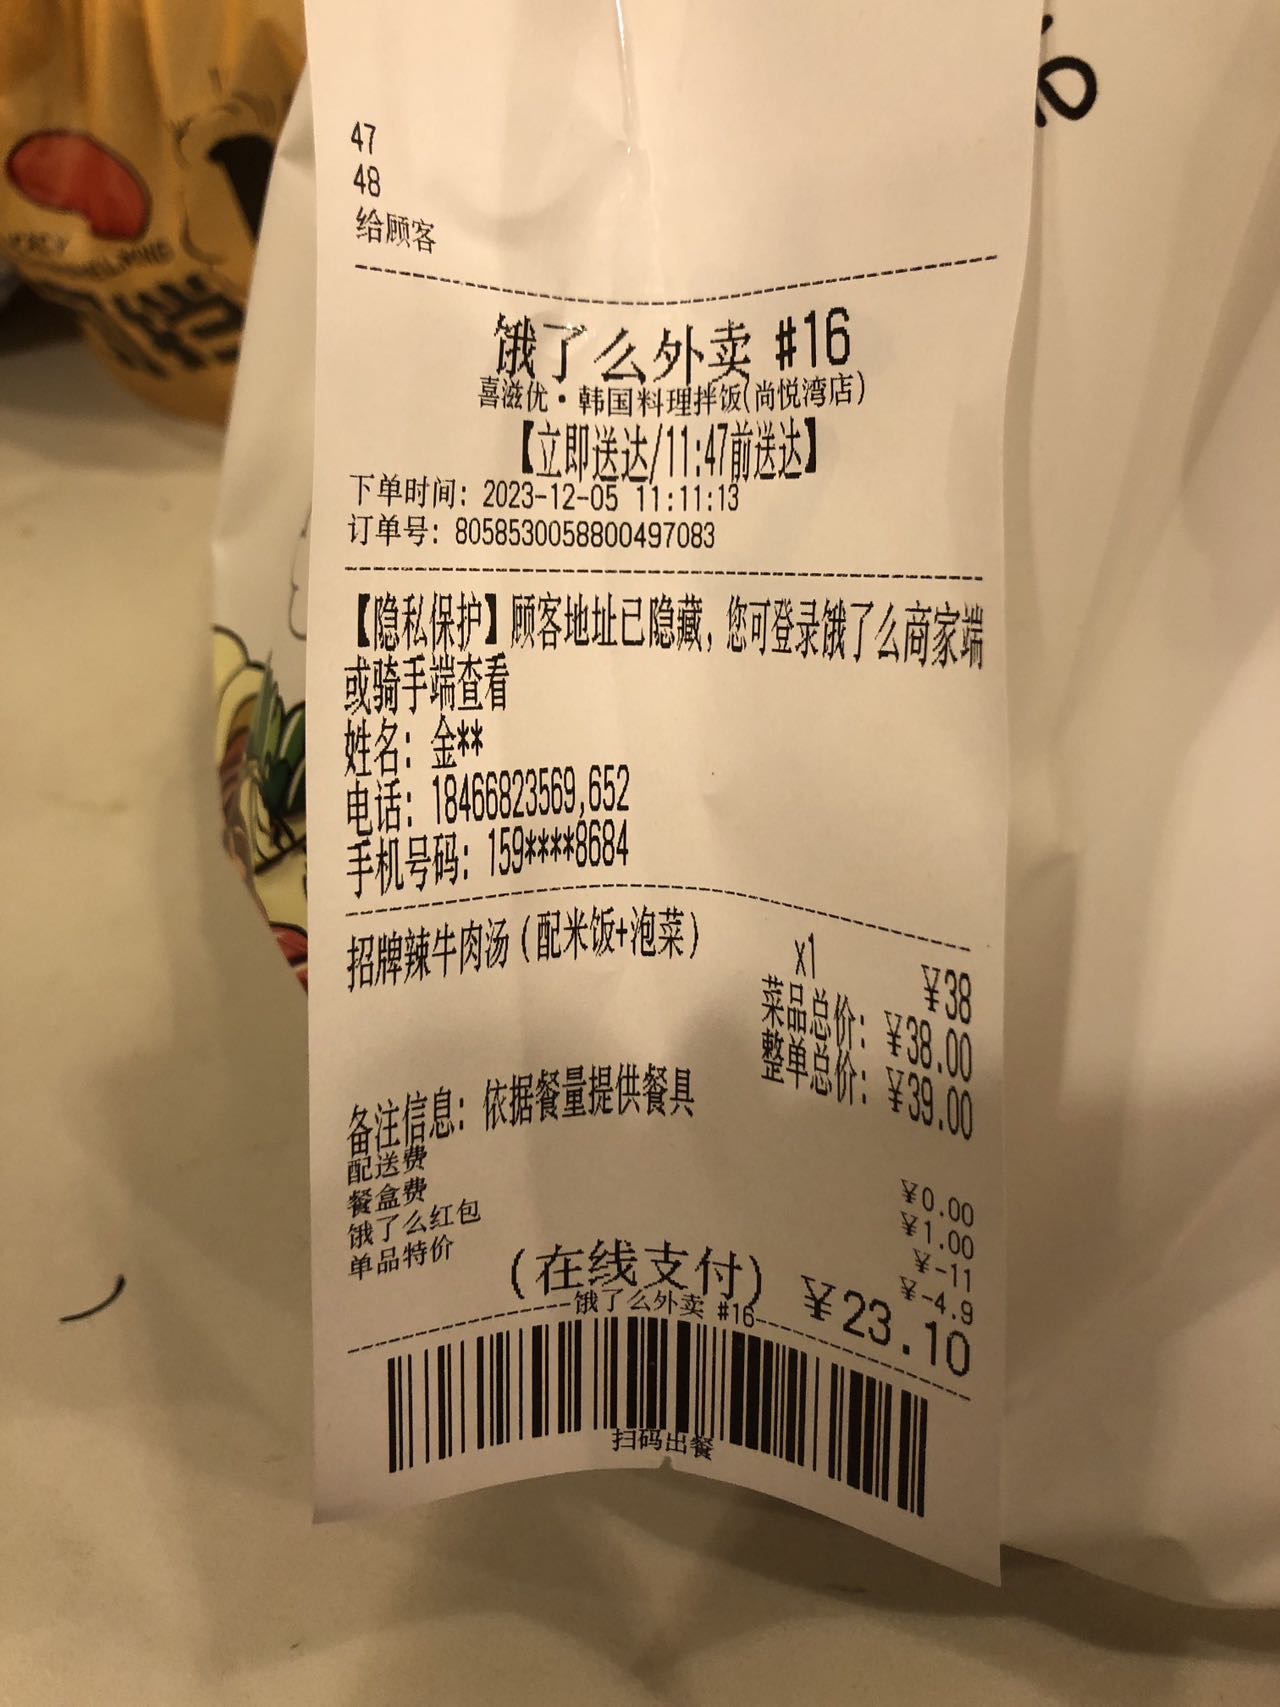 47
48
给顾客
饿了么外卖 #16
喜滋优·韩国料理拌饭(尚悦湾店)
【立即送达/11:47前送达】
下单时间: 2023-12-05 11:11:13
订单号: 8058530058800497083
【隐私保护】顾客地址已隐藏, 您可登录饿了么商家端
或骑手端查看
姓名: 金**
电话: 18466823569,652
手机号码: 159****8684
招牌辣牛肉汤(配米饭+泡菜) x1 ¥38
菜品总价: ¥38.00
整单总价: ¥39.00
备注信息: 依据餐量提供餐具
配送费 ¥0.00
餐盒费 ¥1.00
饿了么红包 ¥-11
单品特价 ¥-4.9
(在线支付) ¥23.10
饿了么外卖 #16
扫码出餐